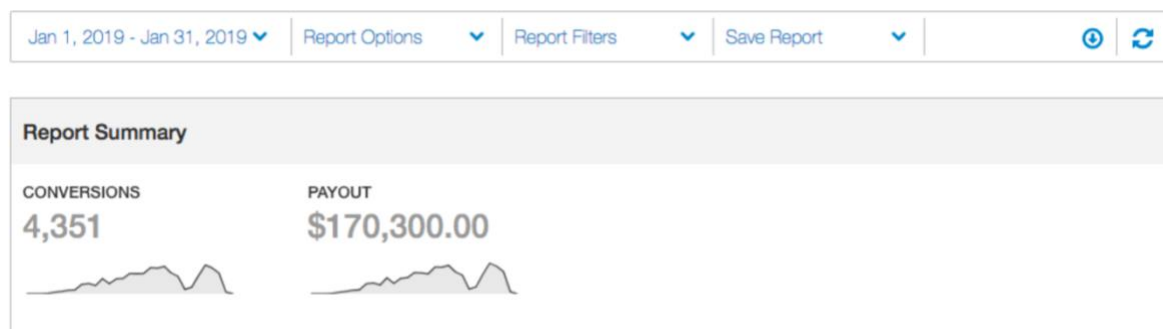 Jan 1, 2019 - Jan 31, 2019 Report Options Report Filters Save Report
Report Summary
CONVERSIONS PAYOUT
4,351 $170,300.00